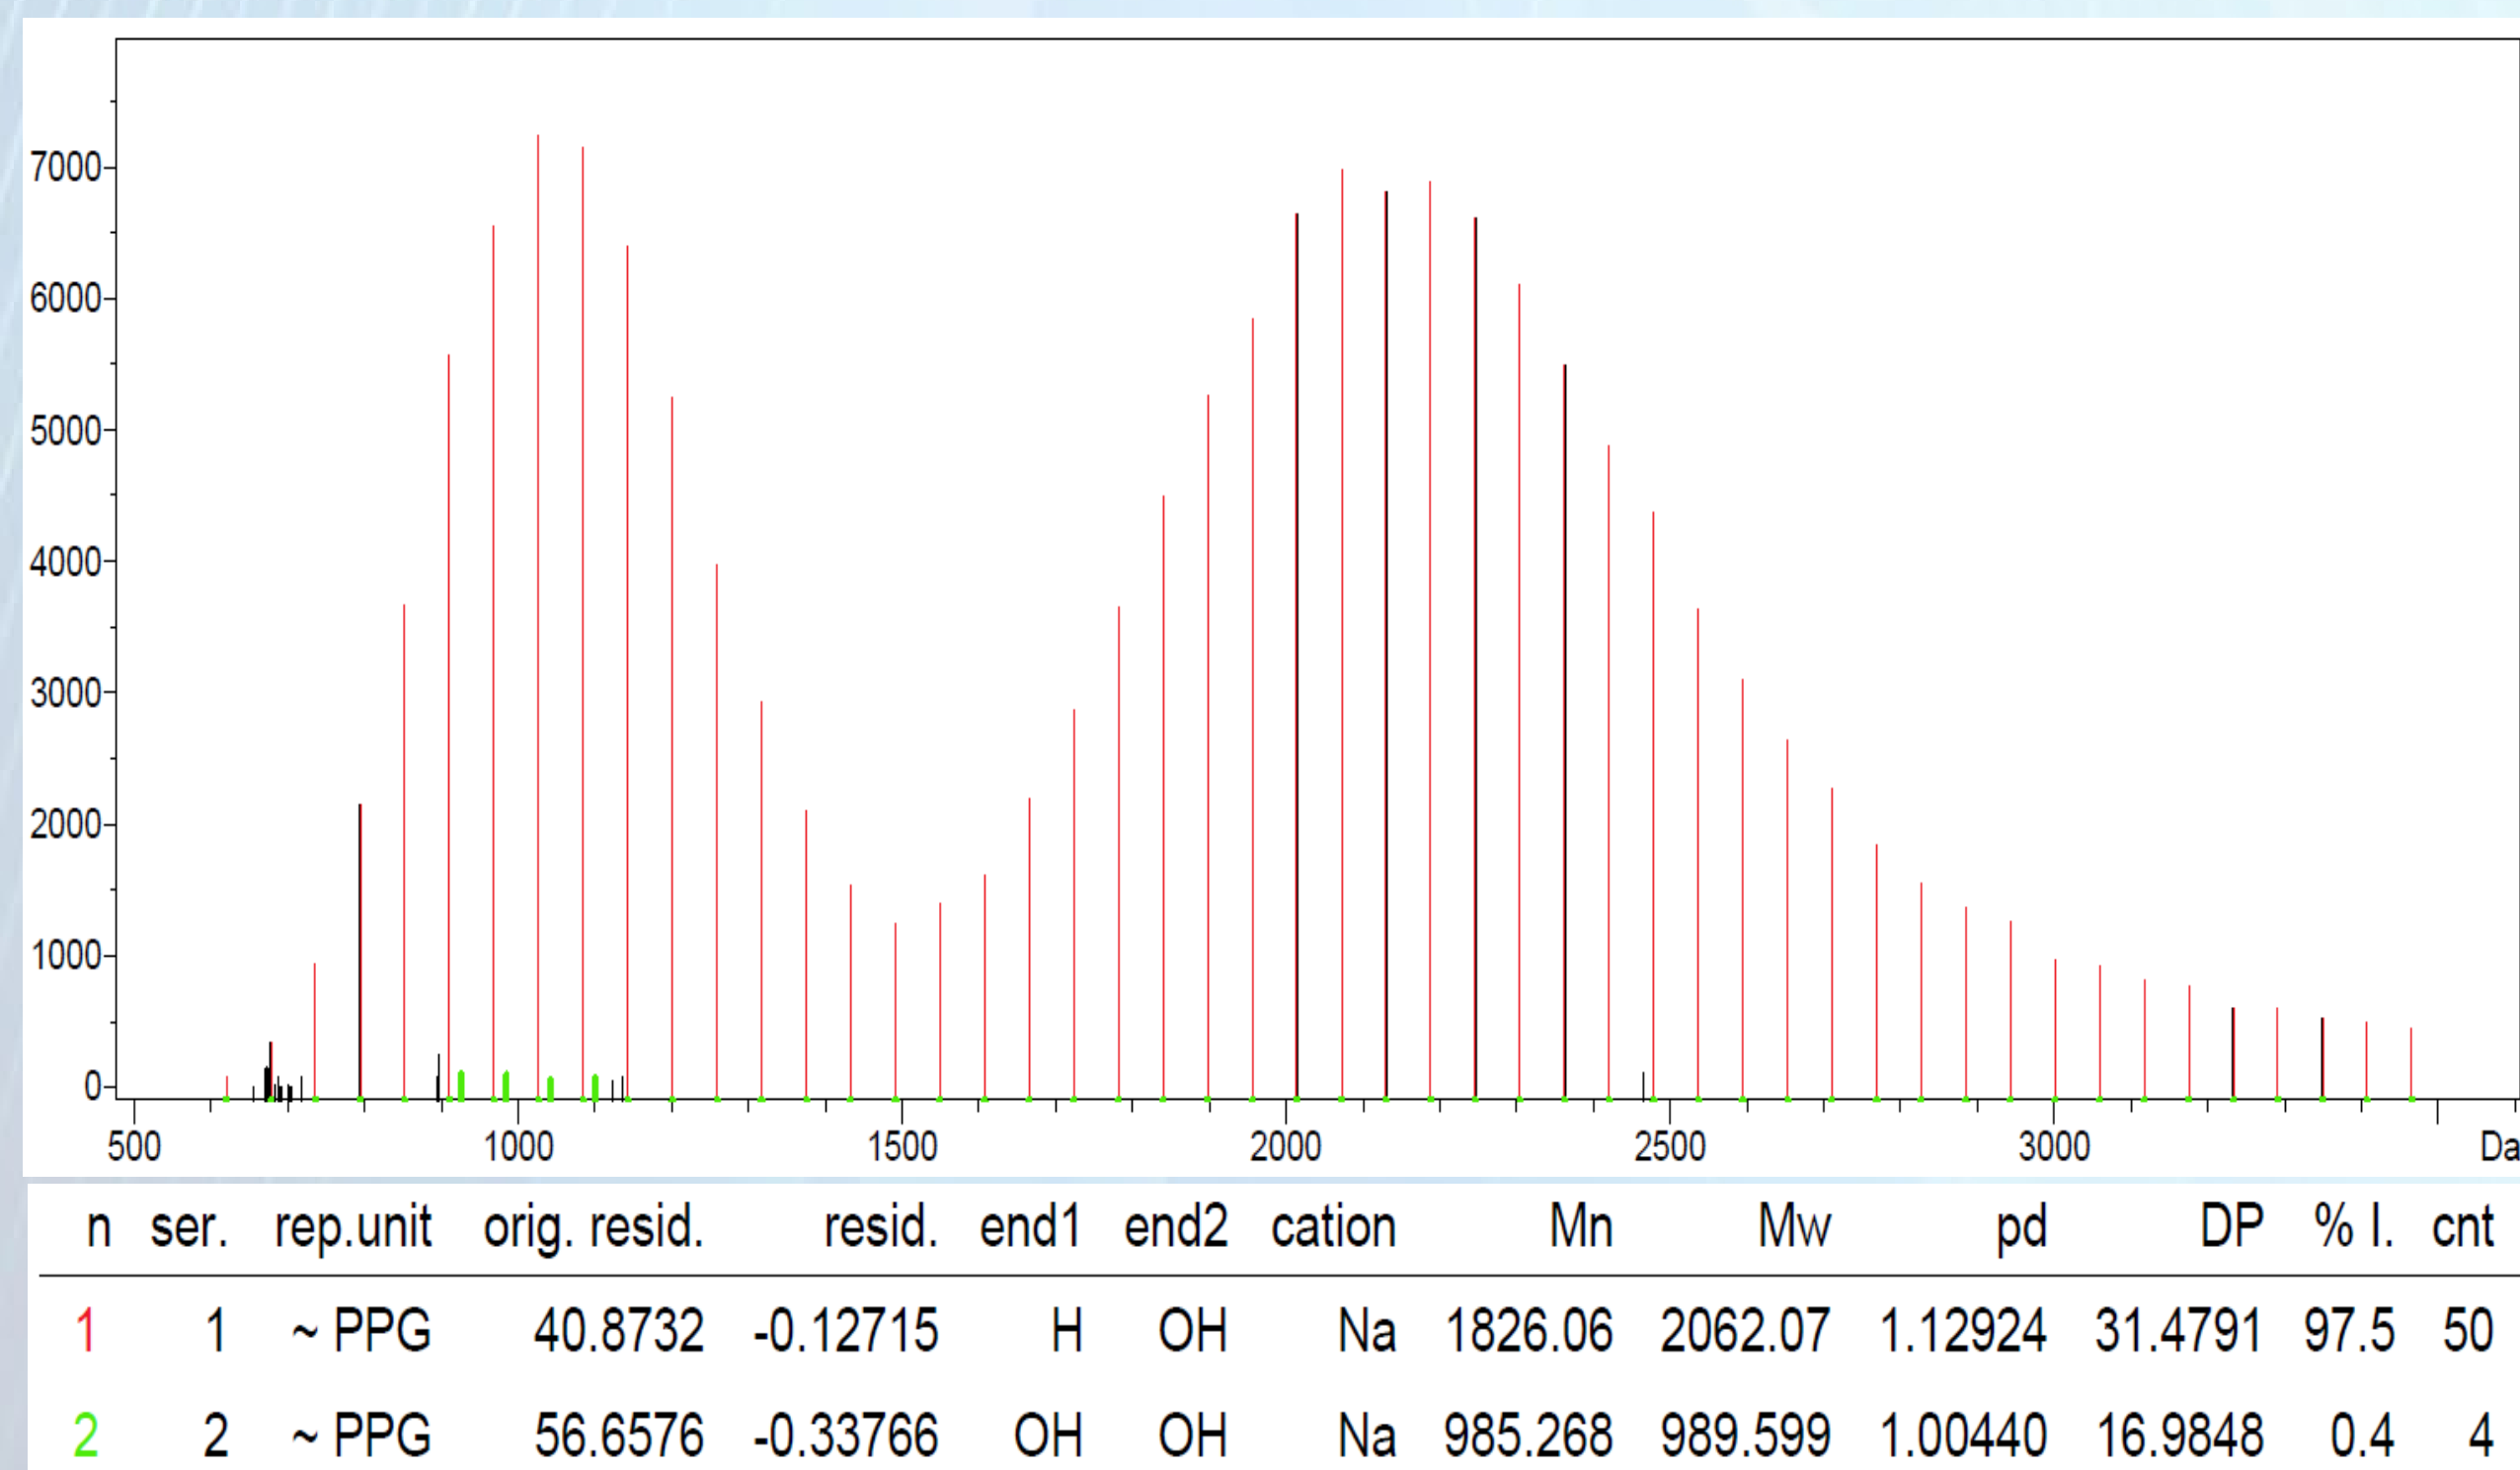 7000
6000
5000
4000
3000
2000
1000
0
500 1000 1500 2000 2500 3000 Da
n ser. rep.unit orig. resid. resid. end1 end2 cation Mn Mw pd DP % I. cnt
1 1 ~ PPG 40.8732 -0.12715 H OH Na 1826.06 2062.07 1.12924 31.4791 97.5 50
2 2 ~ PPG 56.6576 -0.33766 OH OH Na 985.268 989.599 1.00440 16.9848 0.4 4